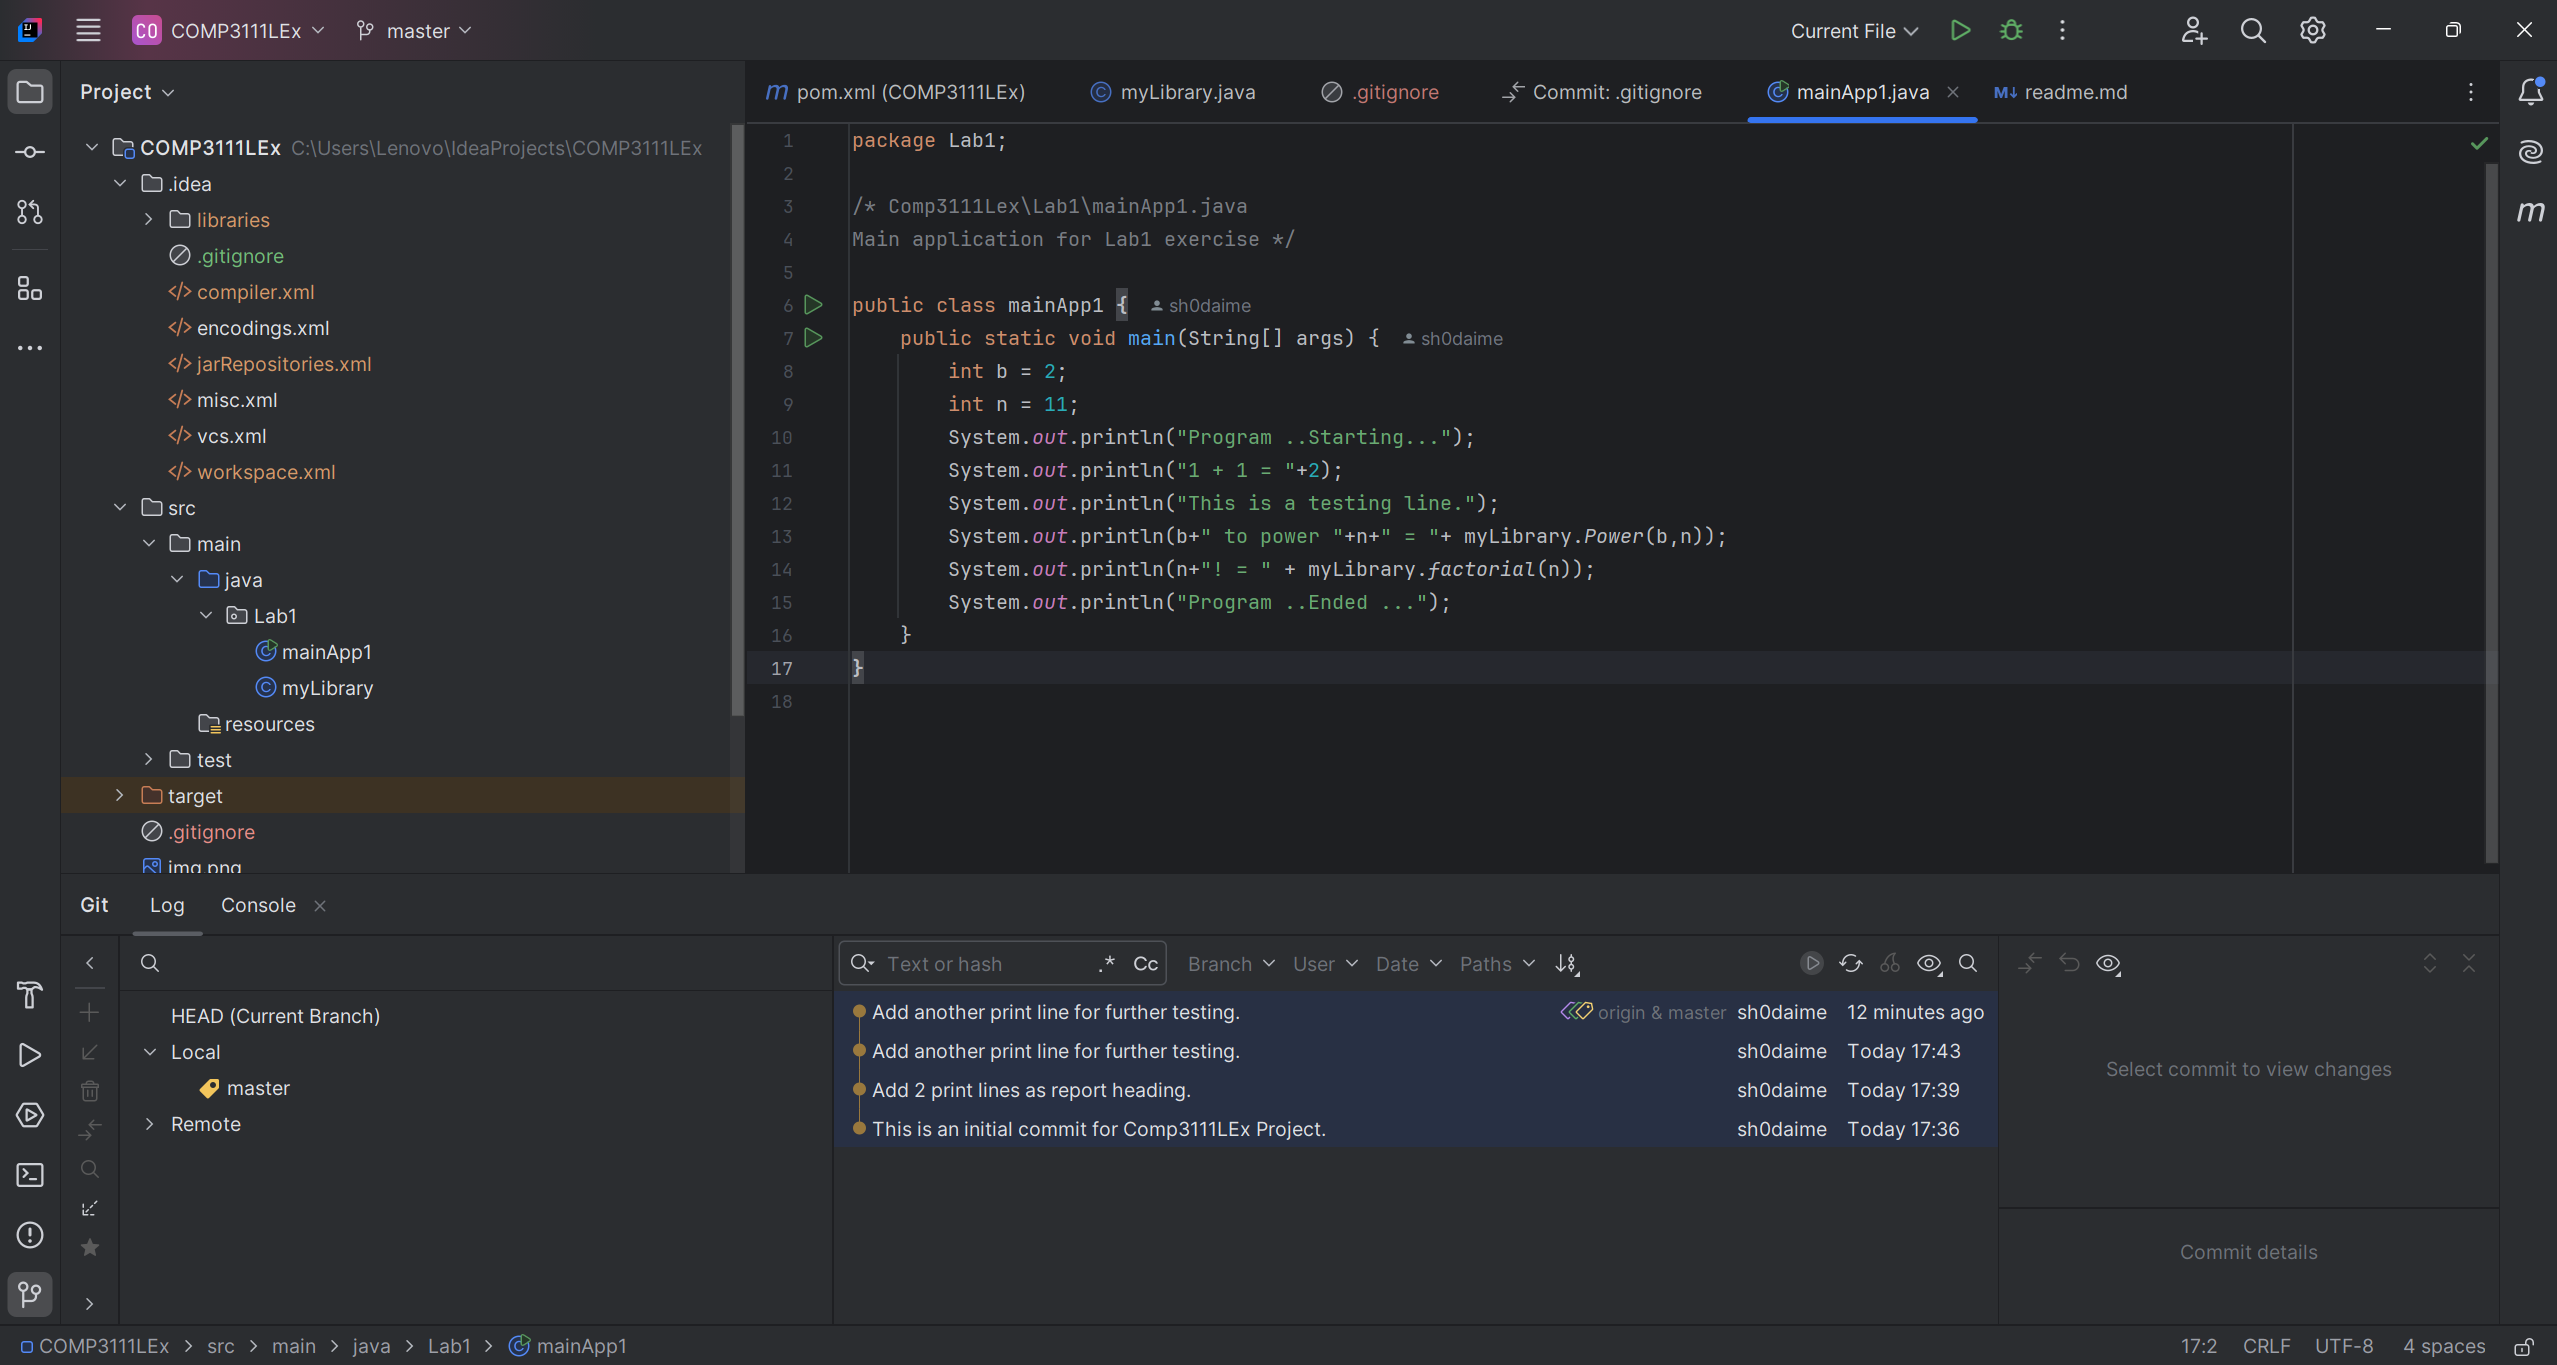 CO COMP3111LEx master Current File
Project
pom.xml (COMP3111LEx) myLibrary.java .gitignore Commit: .gitignore mainApp1.java readme.md
COMP3111LEx C:\Users\Lenovo\IdeaProjects\COMP3111LEx
.idea
libraries
.gitignore
compiler.xml
encodings.xml
jarRepositories.xml
misc.xml
vcs.xml
workspace.xml
src
main
java
Lab1
mainApp1
myLibrary
resources
test
target
.gitignore
img.png
1 package Lab1;
2
3 /* Comp3111Lex\Lab1\mainApp1.java
4 Main application for Lab1 exercise */
5
6 public class mainApp1 { sh0daime
7 public static void main(String[] args) { sh0daime
8 int b = 2;
9 int n = 11;
10 System.out.println("Program ..Starting...");
11 System.out.println("1 + 1 = "+2);
12 System.out.println("This is a testing line.");
13 System.out.println(b+" to power "+n+" = "+ myLibrary.Power(b,n));
14 System.out.println(n+"! = " + myLibrary.factorial(n));
15 System.out.println("Program ..Ended ...");
16 }
17 }
18
Git Log Console
Text or hash .* Cc Branch User Date Paths
HEAD (Current Branch)
Local
master
Remote
Add another print line for further testing. origin & master sh0daime 12 minutes ago
Add another print line for further testing. sh0daime Today 17:43
Add 2 print lines as report heading. sh0daime Today 17:39
This is an initial commit for Comp3111LEx Project. sh0daime Today 17:36
Select commit to view changes
Commit details
COMP3111LEx > src > main > java > Lab1 > mainApp1 17:2 CRLF UTF-8 4 spaces